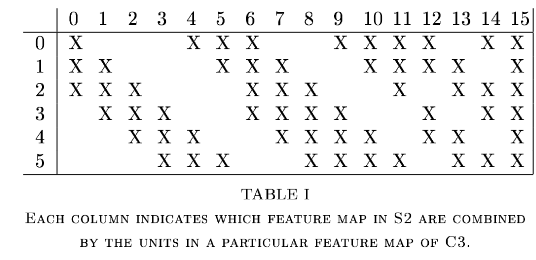 0 1 2 3 4 5 6 7 8 9 10 11 12 13 14 15
0 X X X X X X X X X X
1 X X X X X X X X X X
2 X X X X X X X X X X
3 X X X X X X X X X X
4 X X X X X X X X X X
5 X X X X X X X X X X
TABLE I
Each column indicates which feature map in S2 are combined
by the units in a particular feature map of C3.